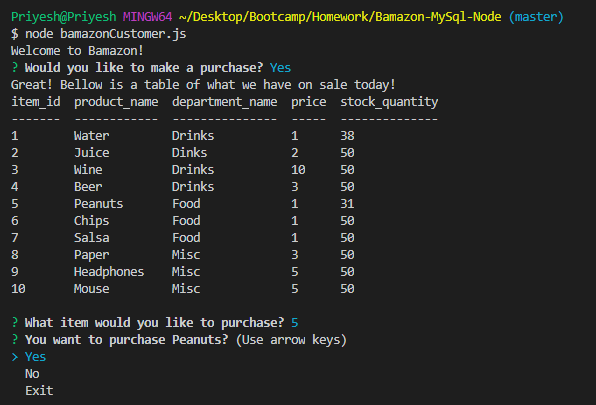 Priyesh@Priyesh MINGW64 ~/Desktop/Bootcamp/Homework/Bamazon-MySql-Node (master)
$ node bamazonCustomer.js
Welcome to Bamazon!
? Would you like to make a purchase? Yes
Great! Bellow is a table of what we have on sale today!
item_id  product_name  department_name  price  stock_quantity
-------  ------------  ---------------  -----  --------------
1        Water         Drinks           1      38
2        Juice         Dinks            2      50
3        Wine          Drinks           10     50
4        Beer          Drinks           3      50
5        Peanuts       Food             1      31
6        Chips         Food             1      50
7        Salsa         Food             1      50
8        Paper         Misc             3      50
9        Headphones    Misc             5      50
10       Mouse         Misc             5      50
? What item would you like to purchase? 5
? You want to purchase Peanuts? (Use arrow keys)
> Yes
  No
  Exit